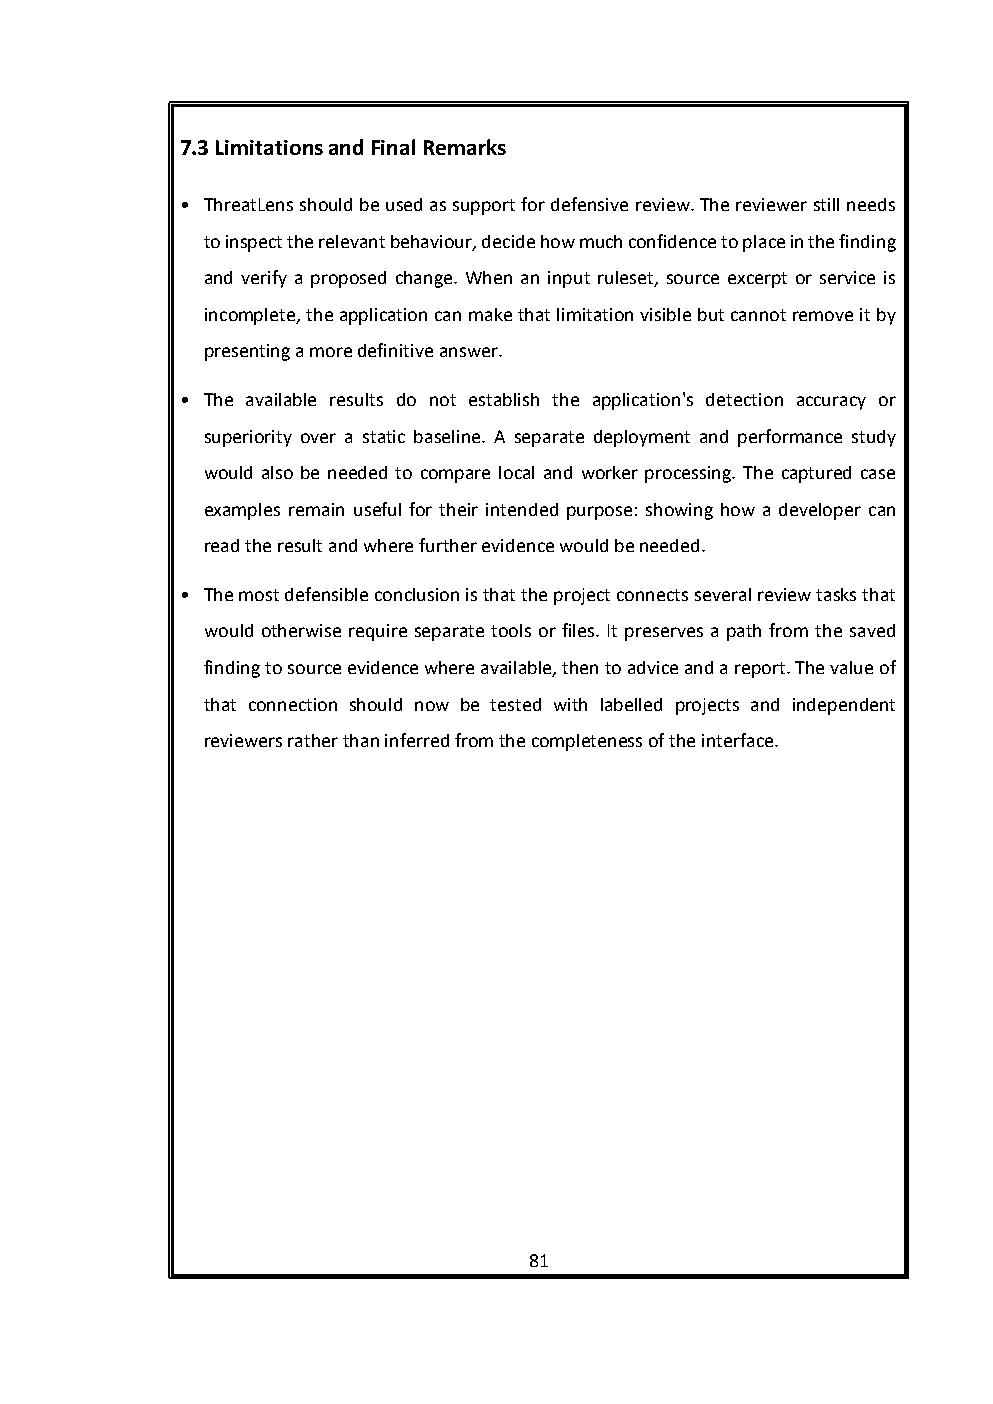 7.3 Limitations and Final Remarks
• ThreatLens should be used as support for defensive review. The reviewer still needs
to inspect the relevant behaviour, decide how much confidence to place in the finding
and verify a proposed change. When an input ruleset, source excerpt or service is
incomplete, the application can make that limitation visible but cannot remove it by
presenting a more definitive answer.
• The available results do not establish the application's detection accuracy or
superiority over a static baseline. A separate deployment and performance study
would also be needed to compare local and worker processing. The captured case
examples remain useful for their intended purpose: showing how a developer can
read the result and where further evidence would be needed.
• The most defensible conclusion is that the project connects several review tasks that
would otherwise require separate tools or files. It preserves a path from the saved
finding to source evidence where available, then to advice and a report. The value of
that connection should now be tested with labelled projects and independent
reviewers rather than inferred from the completeness of the interface.
81